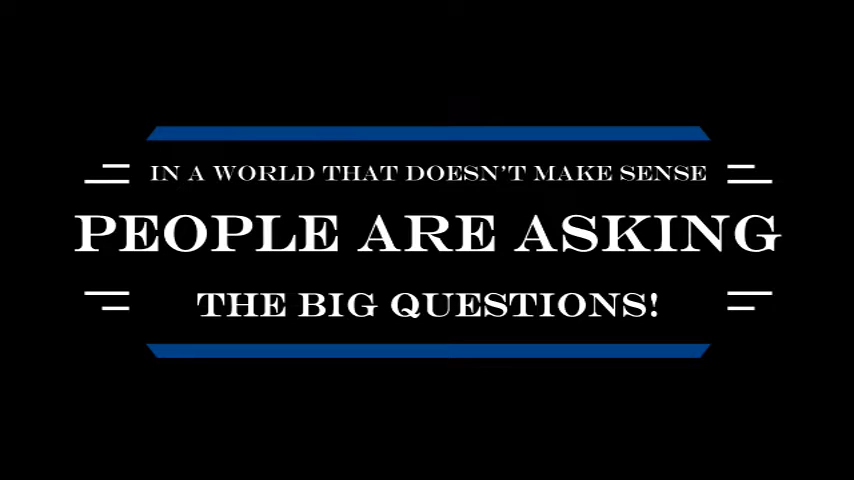 IN A WORLD THAT DOESN'T MAKE SENSE
PEOPLE ARE ASKING
THE BIG QUESTIONS!